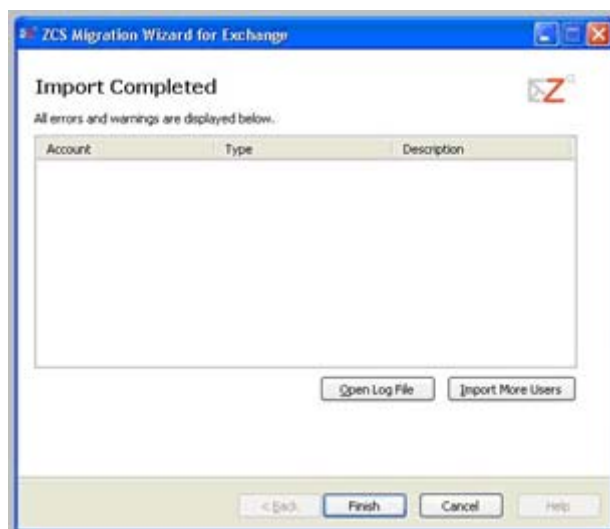 ZCS Migration Wizard for Exchange
Import Completed
Z
All errors and warnings are displayed below.
Account Type Description
Open Log File Import More Users
< Back Finish Cancel Help